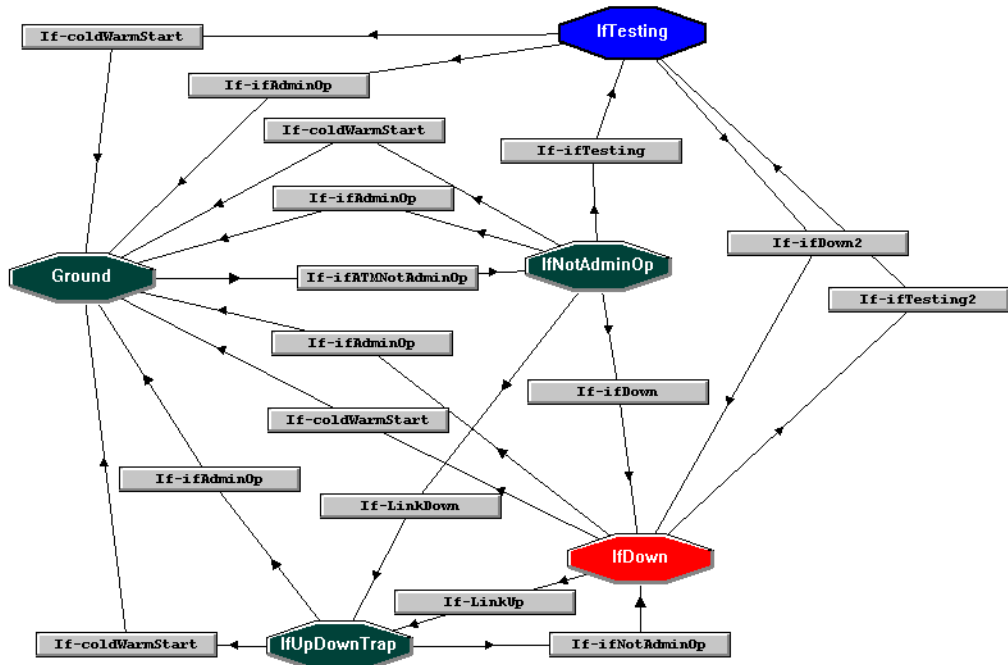 IfTesting
If-coldWarmStart
If-ifAdminOp
If-coldWarmStart
If-ifTesting
If-ifAdminOp
If-ifDown2
Ground
If-ifATMNotAdminOp
IfNotAdminOp
If-ifTesting2
If-ifAdminOp
If-ifDown
If-coldWarmStart
If-ifAdminOp
If-LinkDown
IfDown
If-LinkUp
If-coldWarmStart
IfUpDownTrap
If-ifNotAdminOp